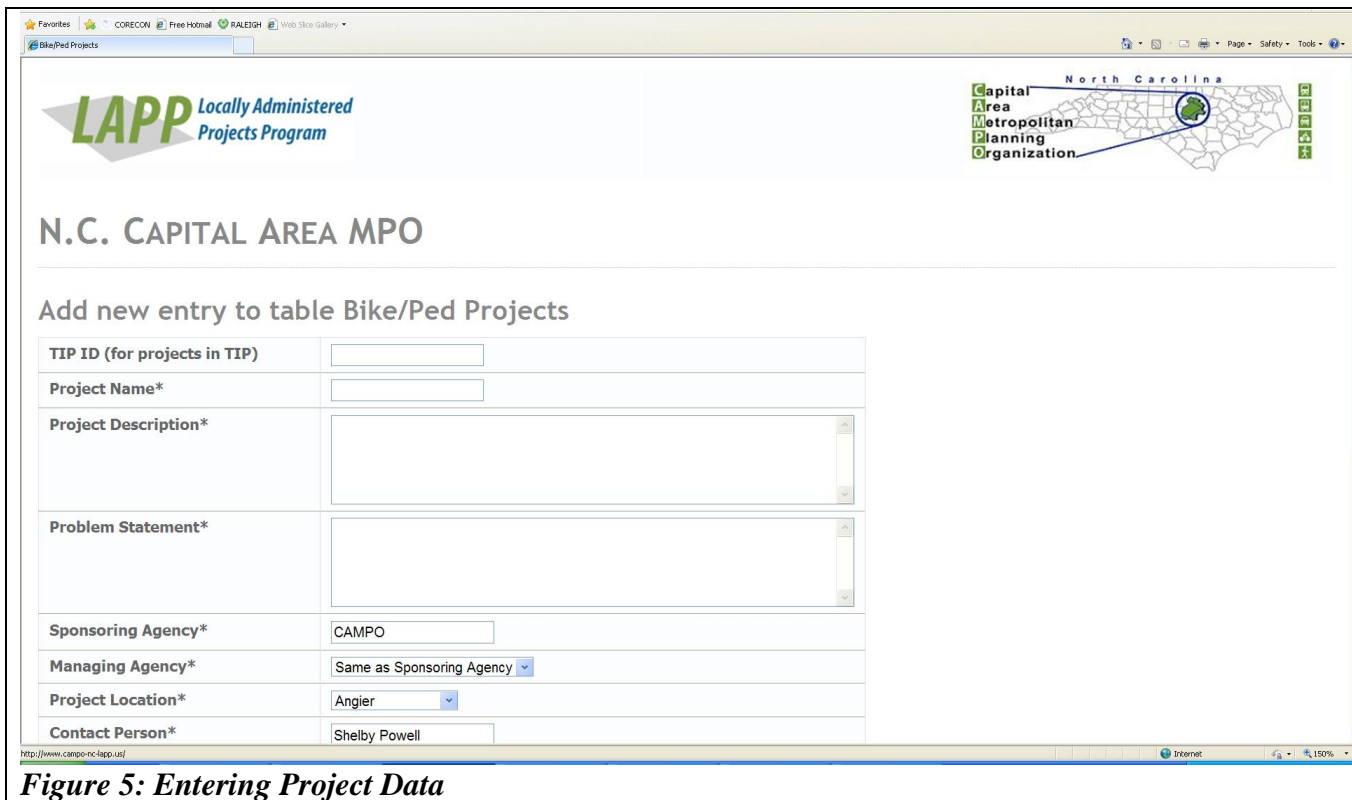 Favorites CORECON Free Hotmail RALEIGH Web Slice Gallery
Bike/Ped Projects Page Safety Tools
LAPP Locally Administered
Projects Program
North Carolina
Capital
Area
Metropolitan
Planning
Organization
N.C. CAPITAL AREA MPO
Add new entry to table Bike/Ped Projects
TIP ID (for projects in TIP)
Project Name*
Project Description*
Problem Statement*
Sponsoring Agency* CAMPO
Managing Agency* Same as Sponsoring Agency
Project Location* Angier
Contact Person* Shelby Powell
http://www.campo-nc-lapp.us/ Internet 150%
Figure 5: Entering Project Data